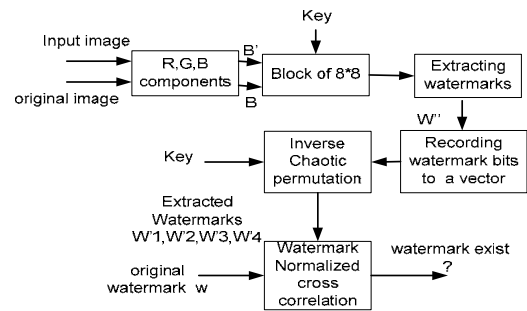 Key
Input image
original image
R,G,B
components
B'
B
Block of 8*8
Extracting
watermarks
W''
Key
Inverse
Chaotic
permutation
Recording
watermark bits
to a vector
Extracted
Watermarks
W'1,W'2,W'3,W'4
original
watermark w
Watermark
Normalized
cross
correlation
watermark exist
?